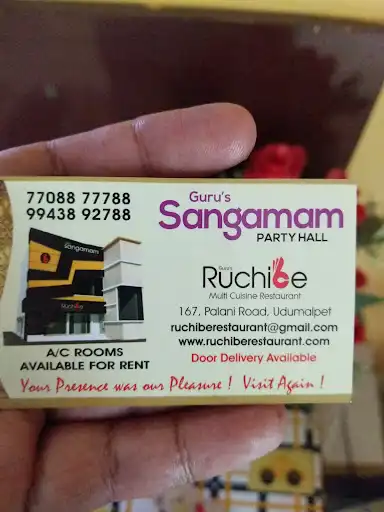 77088 77788
99438 92788
Guru's
Sangamam
PARTY HALL
sangamam
Ruchibe
Multi Cuisine Restaurant
167, Palani Road, Udumalpet
ruchiberestaurant@gmail.com
www.ruchiberestaurant.com
Door Delivery Available
A/C ROOMS
AVAILABLE FOR RENT
Your Presence was our Pleasure ! Visit Again !